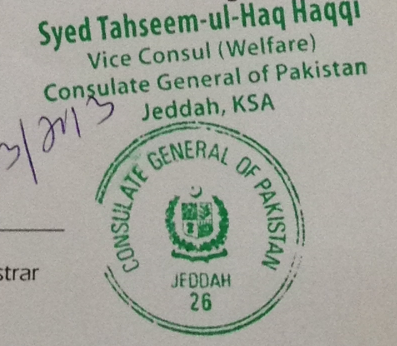 Syed Tahseem-ul-Haq Haqqi
Vice Consul (Welfare)
Consulate General of Pakistan
Jeddah, KSA
CONSULATE GENERAL OF PAKISTAN
JEDDAH
26
strar